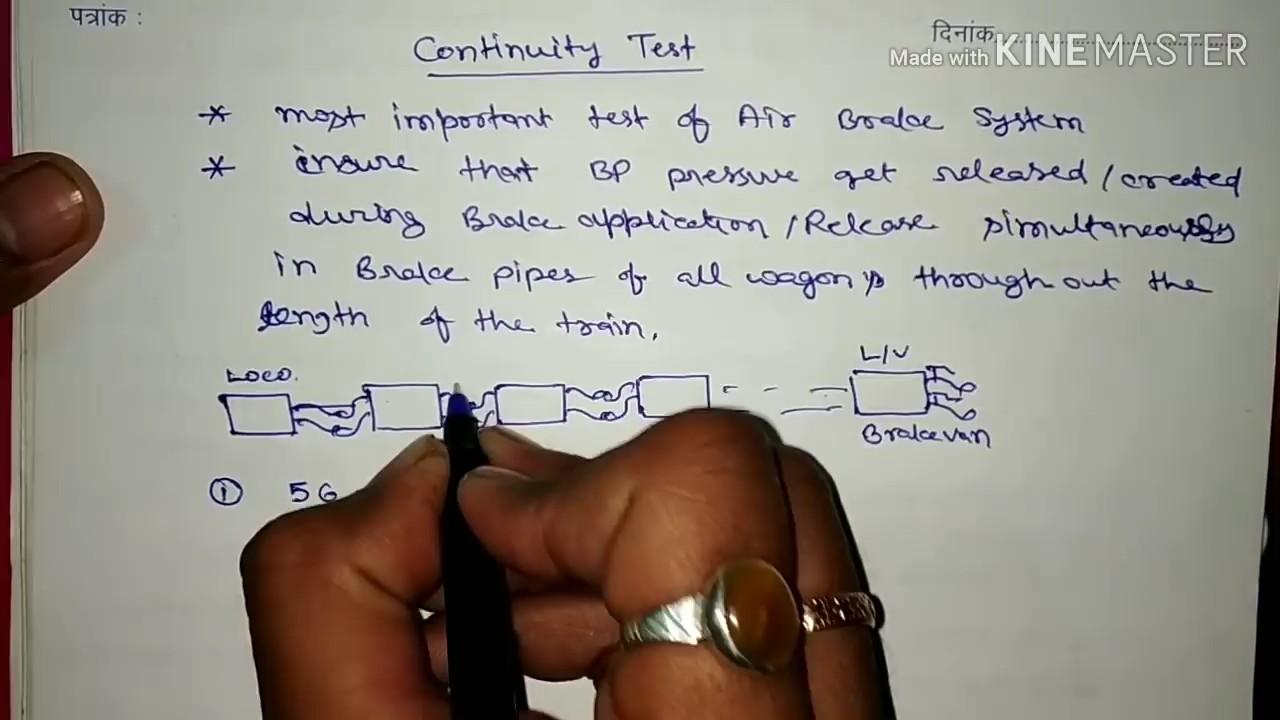 पत्रांक :
दिनांक
Made with KINEMASTER
Continuity Test
* most important test of Air Brake System
* ensure that BP pressure get released / created
during Brake application / Release simultaneously
in Brake pipes of all wagons through out the
length of the train.
LOCO.
L/V
Brakevan
① 56